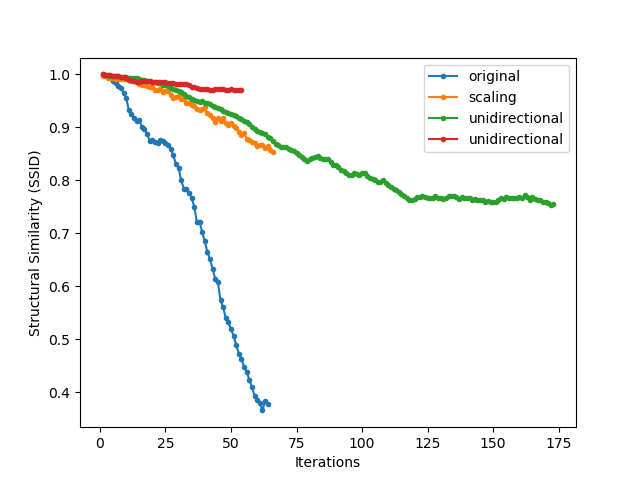 original
scaling
unidirectional
unidirectional
1.0
0.9
0.8
0.7
0.6
0.5
0.4
Structural Similarity (SSID)
0 25 50 75 100 125 150 175
Iterations